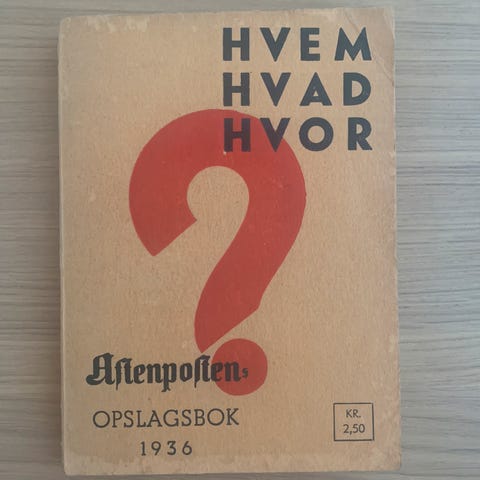 HVEM
HVAD
HVOR
?
Aftenpostens
OPSLAGSBOK
1936
KR.
2,50